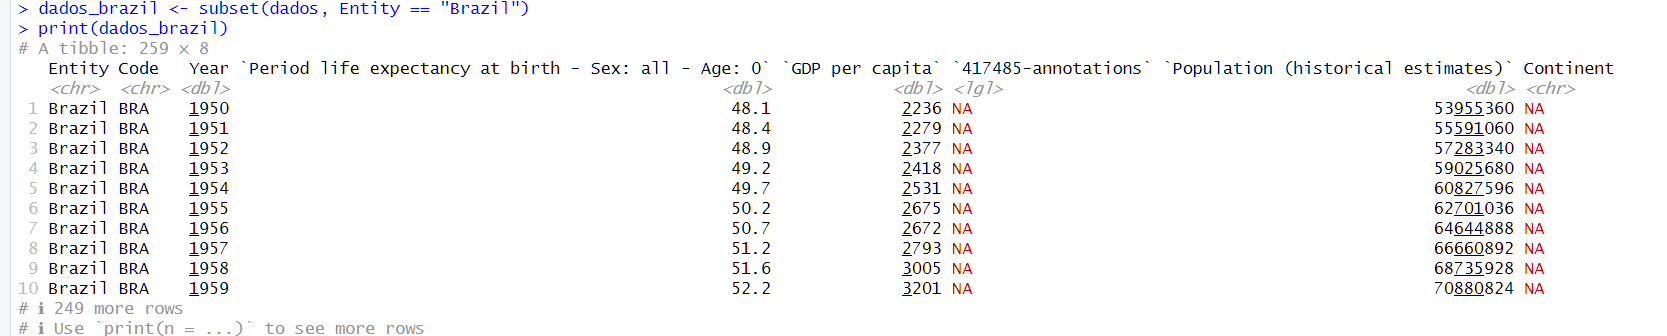 > dados_brazil <- subset(dados, Entity == "Brazil")
> print(dados_brazil)
# A tibble: 259 × 8
Entity Code Year `Period life expectancy at birth - Sex: all - Age: 0` `GDP per capita` `417485-annotations` `Population (historical estimates)` Continent
<chr> <chr> <dbl> <dbl> <dbl> <lgl> <dbl> <chr>
1 Brazil BRA 1950 48.1 2236 NA 53955360 NA
2 Brazil BRA 1951 48.4 2279 NA 55591060 NA
3 Brazil BRA 1952 48.9 2377 NA 57283340 NA
4 Brazil BRA 1953 49.2 2418 NA 59025680 NA
5 Brazil BRA 1954 49.7 2531 NA 60827596 NA
6 Brazil BRA 1955 50.2 2675 NA 62701036 NA
7 Brazil BRA 1956 50.7 2672 NA 64644888 NA
8 Brazil BRA 1957 51.2 2793 NA 66660892 NA
9 Brazil BRA 1958 51.6 3005 NA 68735928 NA
10 Brazil BRA 1959 52.2 3201 NA 70880824 NA
# ℹ 249 more rows
# ℹ Use `print(n = ...)` to see more rows